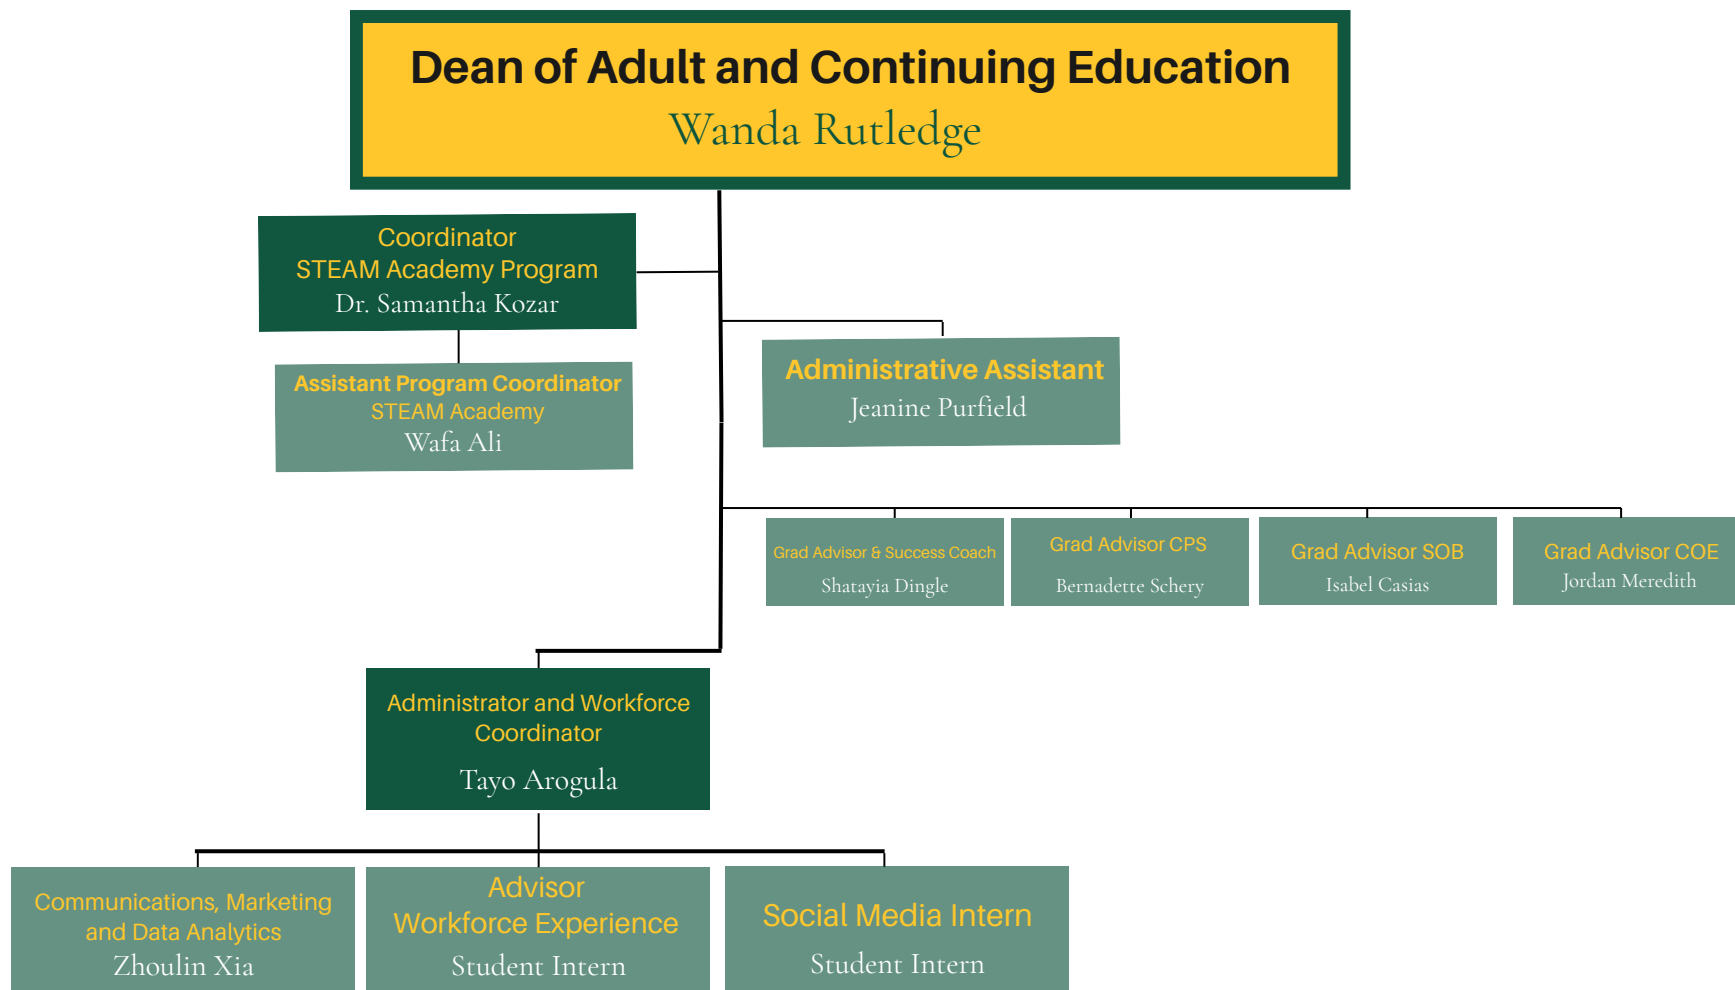 Dean of Adult and Continuing Education
Wanda Rutledge
Coordinator
STEAM Academy Program
Dr. Samantha Kozar
Assistant Program Coordinator
STEAM Academy
Wafa Ali
Administrative Assistant
Jeanine Purfield
Grad Advisor & Success Coach
Shatayia Dingle
Grad Advisor CPS
Bernadette Schery
Grad Advisor SOB
Isabel Casias
Grad Advisor COE
Jordan Meredith
Administrator and Workforce
Coordinator
Tayo Arogula
Communications, Marketing
and Data Analytics
Zhoulin Xia
Advisor
Workforce Experience
Student Intern
Social Media Intern
Student Intern